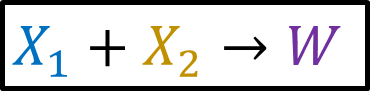 X₁ + X₂ → W